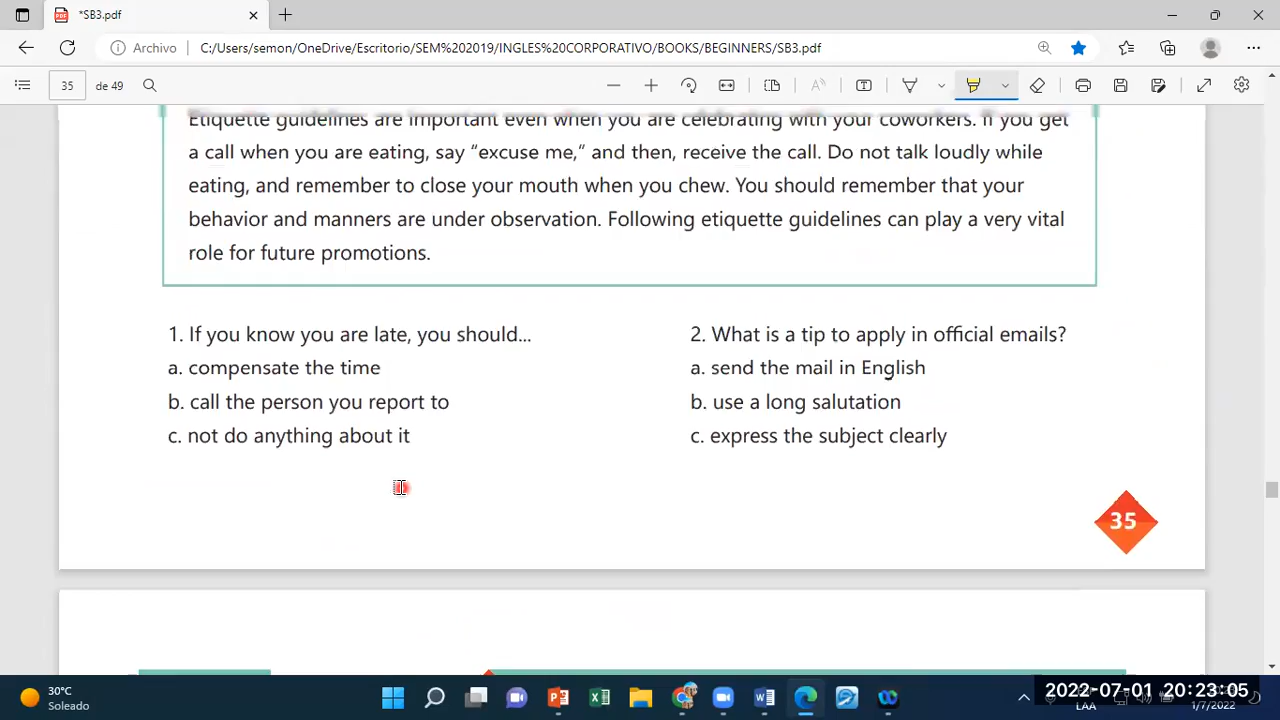 *SB3.pdf
Archivo
C:/Users/semon/OneDrive/Escritorio/SEM%202019/INGLES%20CORPORATIVO/BOOKS/BEGINNERS/SB3.pdf
35 de 49
Etiquette guidelines are important even when you are celebrating with your coworkers. If you get
a call when you are eating, say “excuse me,“ and then, receive the call. Do not talk loudly while
eating, and remember to close your mouth when you chew. You should remember that your
behavior and manners are under observation. Following etiquette guidelines can play a very vital
role for future promotions.
1. If you know you are late, you should...
a. compensate the time
b. call the person you report to
c. not do anything about it
2. What is a tip to apply in official emails?
a. send the mail in English
b. use a long salutation
c. express the subject clearly
35
30°C
Soleado
LAA
2022-07-01 20:23:05
1/7/2022